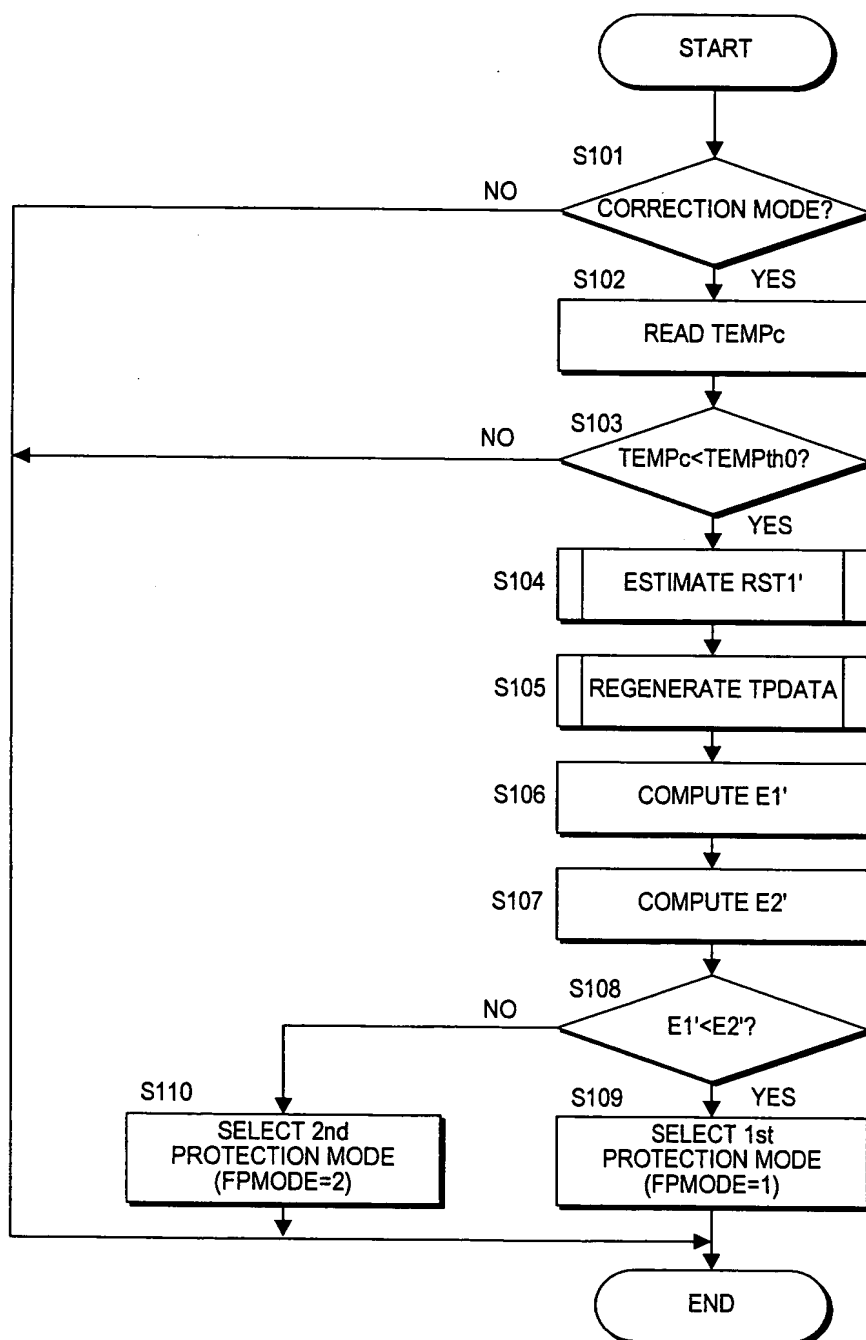 START
S101
NO
CORRECTION MODE?
S102
YES
READ TEMPc
S103
NO
TEMPc<TEMPth0?
YES
S104
ESTIMATE RST1'
S105
REGENERATE TPDATA
S106
COMPUTE E1'
S107
COMPUTE E2'
S108
NO
E1'<E2'?
S110
S109
YES
SELECT 2nd
PROTECTION MODE
(FPMODE=2)
SELECT 1st
PROTECTION MODE
(FPMODE=1)
END